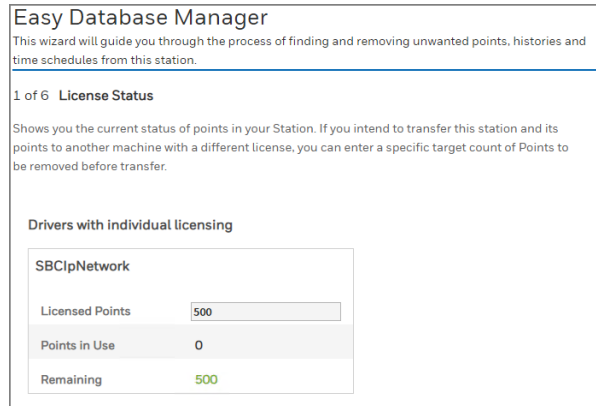 Easy Database Manager
This wizard will guide you through the process of finding and removing unwanted points, histories and
time schedules from this station.
1 of 6 License Status
Shows you the current status of points in your Station. If you intend to transfer this station and its
points to another machine with a different license, you can enter a specific target count of Points to
be removed before transfer.
Drivers with individual licensing
SBCIpNetwork
Licensed Points 500
Points in Use 0
Remaining 500